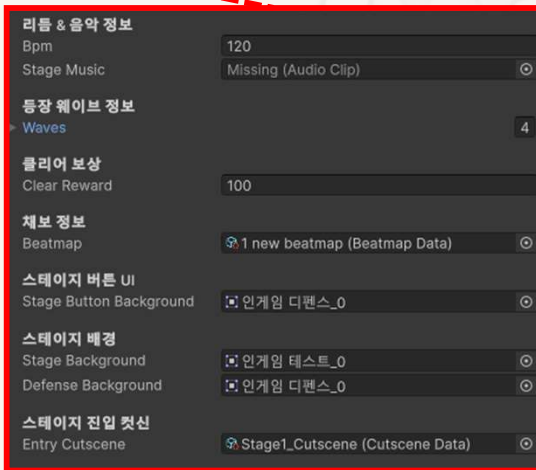 리듬 & 음악 정보
Bpm 120
Stage Music Missing (Audio Clip)
등장 웨이브 정보
Waves 4
클리어 보상
Clear Reward 100
채보 정보
Beatmap 1 new beatmap (Beatmap Data)
스테이지 버튼 UI
Stage Button Background 인게임 디펜스_0
스테이지 배경
Stage Background 인게임 테스트_0
Defense Background 인게임 디펜스_0
스테이지 진입 컷신
Entry Cutscene Stage1_Cutscene (Cutscene Data)